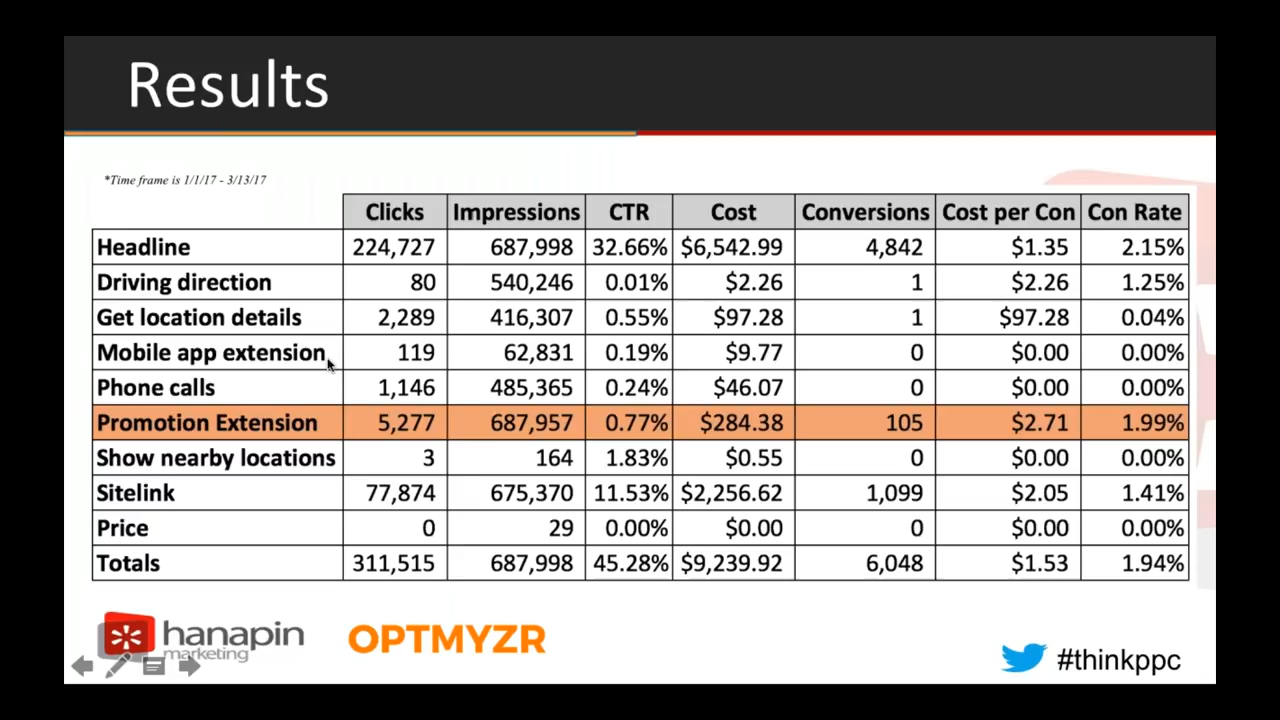 Results
*Time frame is 1/1/17 - 3/13/17
Clicks Impressions CTR Cost Conversions Cost per Con Con Rate
Headline 224,727 687,998 32.66% $6,542.99 4,842 $1.35 2.15%
Driving direction 80 540,246 0.01% $2.26 1 $2.26 1.25%
Get location details 2,289 416,307 0.55% $97.28 1 $97.28 0.04%
Mobile app extension 119 62,831 0.19% $9.77 0 $0.00 0.00%
Phone calls 1,146 485,365 0.24% $46.07 0 $0.00 0.00%
Promotion Extension 5,277 687,957 0.77% $284.38 105 $2.71 1.99%
Show nearby locations 3 164 1.83% $0.55 0 $0.00 0.00%
Sitelink 77,874 675,370 11.53% $2,256.62 1,099 $2.05 1.41%
Price 0 29 0.00% $0.00 0 $0.00 0.00%
Totals 311,515 687,998 45.28% $9,239.92 6,048 $1.53 1.94%
hanapin
marketing
OPTMYZR
#thinkppc